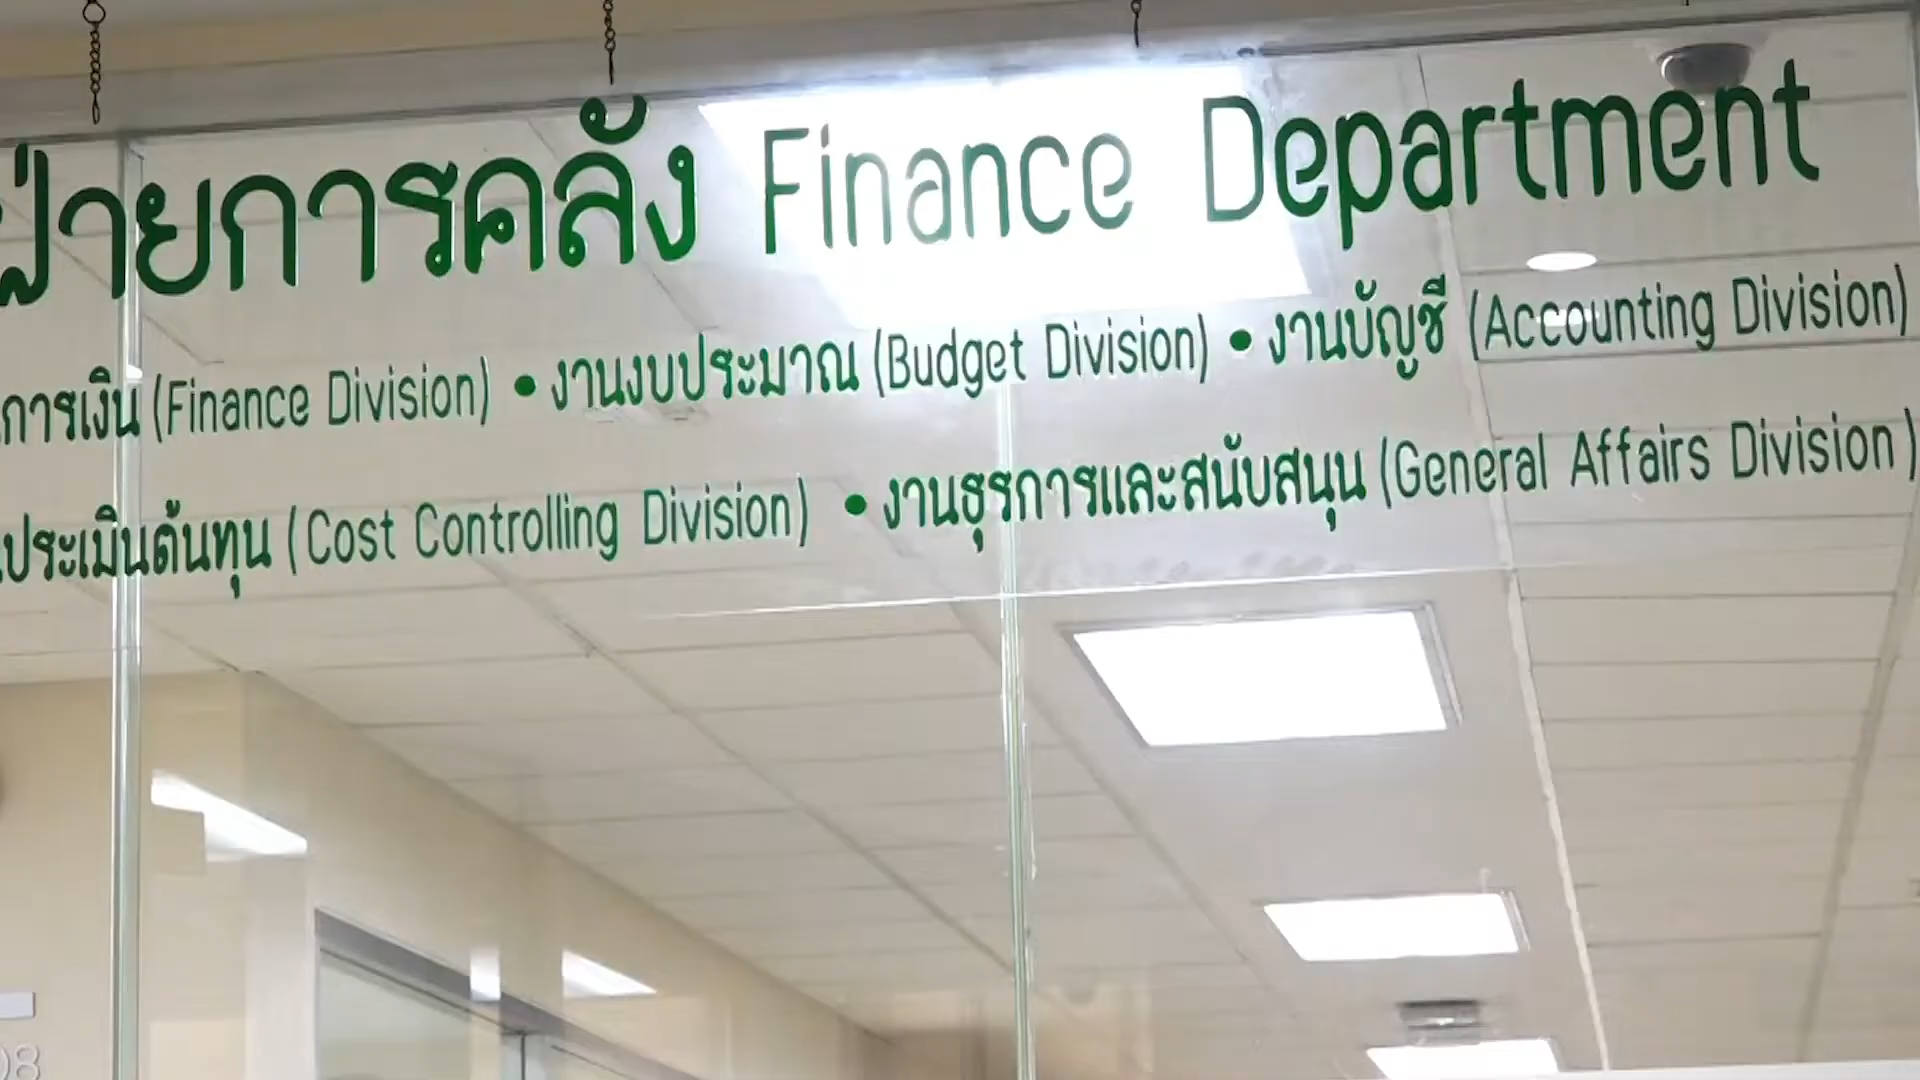 ฝ่ายการคลัง Finance Department
การเงิน (Finance Division) • งานงบประมาณ (Budget Division) • งานบัญชี (Accounting Division)
ประเมินต้นทุน (Cost Controlling Division) • งานธุรการและสนับสนุน (General Affairs Division)